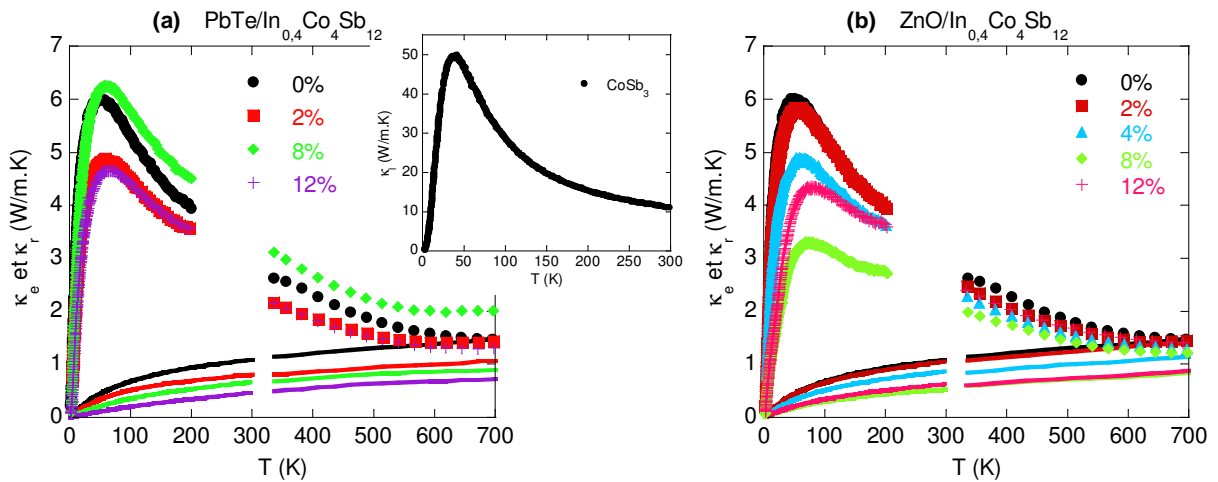 (a) PbTe/In0,4Co4Sb12
κe et κr (W/m.K)
7
6
5
4
3
2
1
0
0%
2%
8%
12%
0 100 200 300 400 500 600 700
T (K)
60
50
40
30
20
10
0
κl (W/m.K)
CoSb3
0 50 100 150 200 250 300
T (K)
(b) ZnO/In0,4Co4Sb12
κe et κr (W/m.K)
7
6
5
4
3
2
1
0
0%
2%
4%
8%
12%
0 100 200 300 400 500 600 700
T (K)